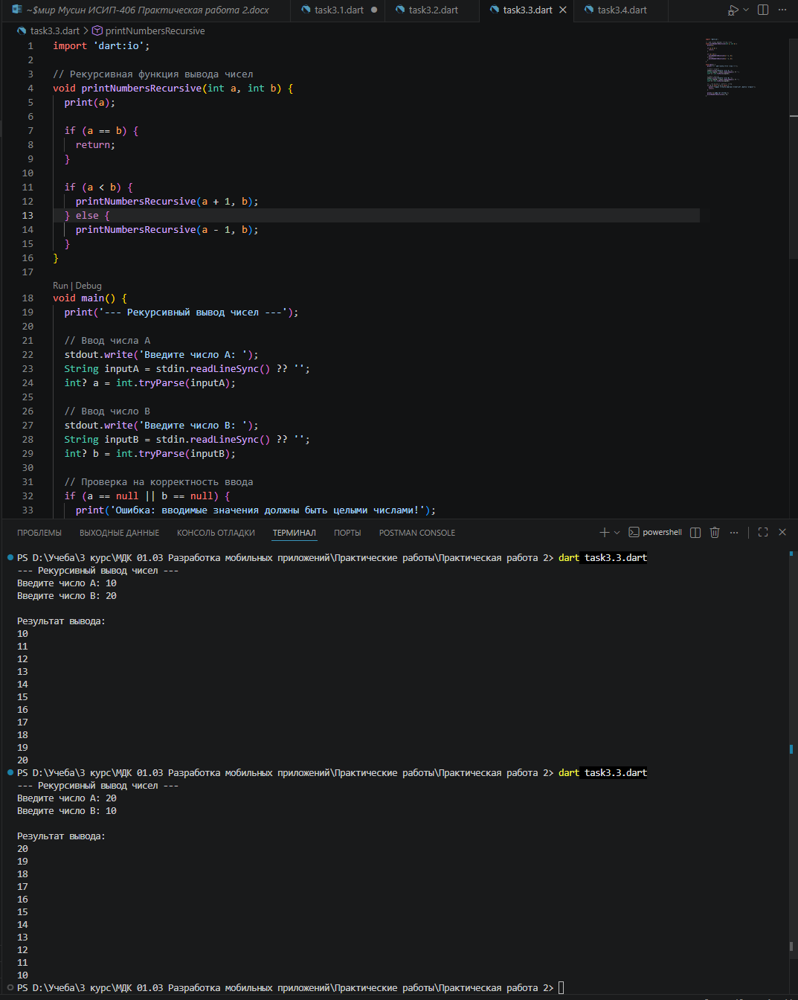 ~$мир Мусин ИСИП-406 Практическая работа 2.docx task3.1.dart task3.2.dart task3.3.dart task3.4.dart
task3.3.dart > printNumbersRecursive
1 import 'dart:io';
2
3 // Рекурсивная функция вывода чисел
4 void printNumbersRecursive(int a, int b) {
5 print(a);
6
7 if (a == b) {
8 return;
9 }
10
11 if (a < b) {
12 printNumbersRecursive(a + 1, b);
13 } else {
14 printNumbersRecursive(a - 1, b);
15 }
16 }
17
Run | Debug
18 void main() {
19 print('--- Рекурсивный вывод чисел ---');
20
21 // Ввод числа A
22 stdout.write('Введите число A: ');
23 String inputA = stdin.readLineSync() ?? '';
24 int? a = int.tryParse(inputA);
25
26 // Ввод число B
27 stdout.write('Введите число B: ');
28 String inputB = stdin.readLineSync() ?? '';
29 int? b = int.tryParse(inputB);
30
31 // Проверка на корректность ввода
32 if (a == null || b == null) {
33 print('Ошибка: вводимые значения должны быть целыми числами!');
ПРОБЛЕМЫ ВЫХОДНЫЕ ДАННЫЕ КОНСОЛЬ ОТЛАДКИ ТЕРМИНАЛ ПОРТЫ POSTMAN CONSOLE powershell
PS D:\Учеба\3 курс\МДК 01.03 Разработка мобильных приложений\Практические работы\Практическая работа 2> dart task3.3.dart
--- Рекурсивный вывод чисел ---
Введите число A: 10
Введите число B: 20

Результат вывода:
10
11
12
13
14
15
16
17
18
19
20
PS D:\Учеба\3 курс\МДК 01.03 Разработка мобильных приложений\Практические работы\Практическая работа 2> dart task3.3.dart
--- Рекурсивный вывод чисел ---
Введите число A: 20
Введите число B: 10

Результат вывода:
20
19
18
17
16
15
14
13
12
11
10
PS D:\Учеба\3 курс\МДК 01.03 Разработка мобильных приложений\Практические работы\Практическая работа 2>